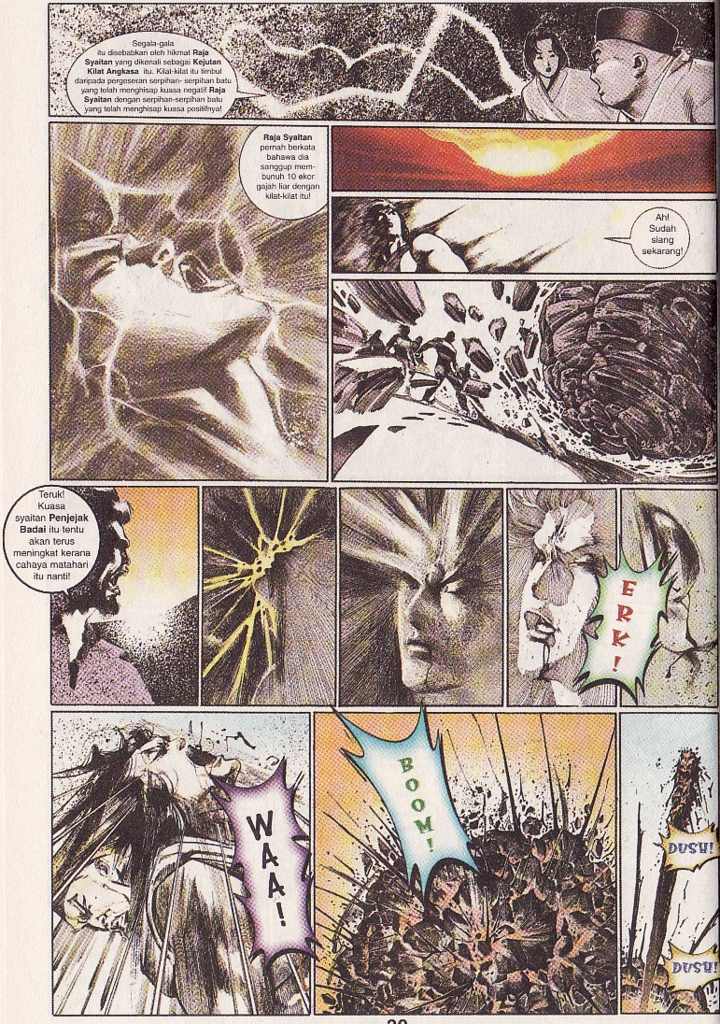 Segala-gala
itu disebabkan oleh hikmat Raja
Syaitan yang dikenali sebagai Kejutan
Kilat Angkasa itu. Kilat-kilat itu timbul
daripada pergeseran serpihan- serpihan batu
yang telah menghisap kuasa negatif Raja
Syaitan dengan serpihan-serpihan batu
yang telah menghisap kuasa positifnya!
Raja Syaitan
pernah berkata
bahawa dia
sanggup mem-
bunuh 10 ekor
gajah liar dengan
kilat-kilat itu!
Ah!
Sudah
siang
sekarang!
Teruk!
Kuasa
syaitan Penjejak
Badai itu tentu
akan terus
meningkat kerana
cahaya matahari
itu nanti!
ERK!
WAA!
BOOM!
DUSH!
DUSH!